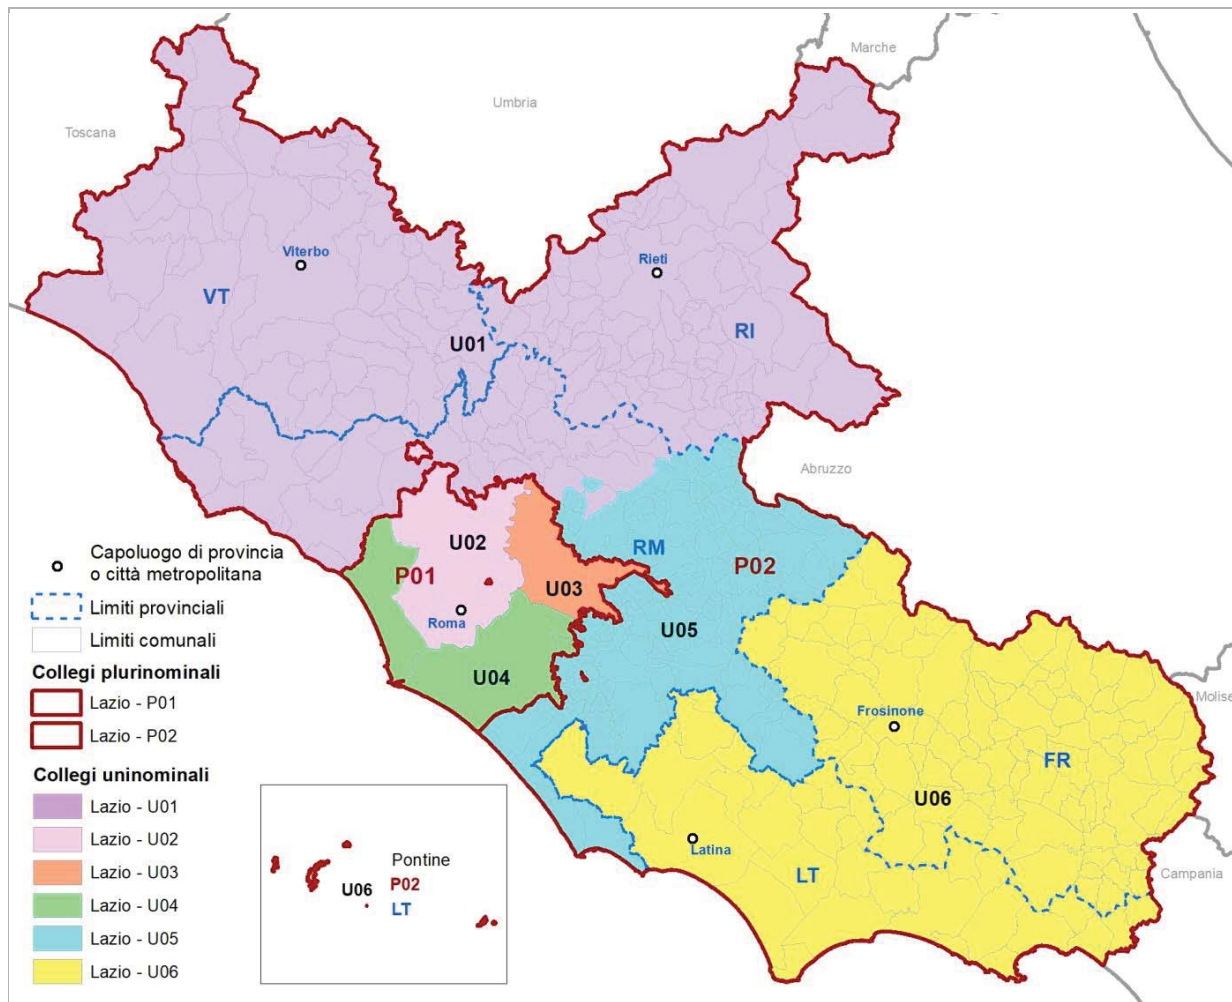 Marche
Umbria
Toscana
Viterbo
Rieti
VT
RI
U01
Abruzzo
U02
RM
P02
P01
U03
Roma
U05
U04
Molise
Frosinone
FR
U06
Latina
LT
Campania
Capoluogo di provincia
o città metropolitana
Limiti provinciali
Limiti comunali
Collegi plurinominali
Lazio - P01
Lazio - P02
Collegi uninominali
Lazio - U01
Lazio - U02
Lazio - U03
Lazio - U04
Lazio - U05
Lazio - U06
Pontine
U06
P02
LT